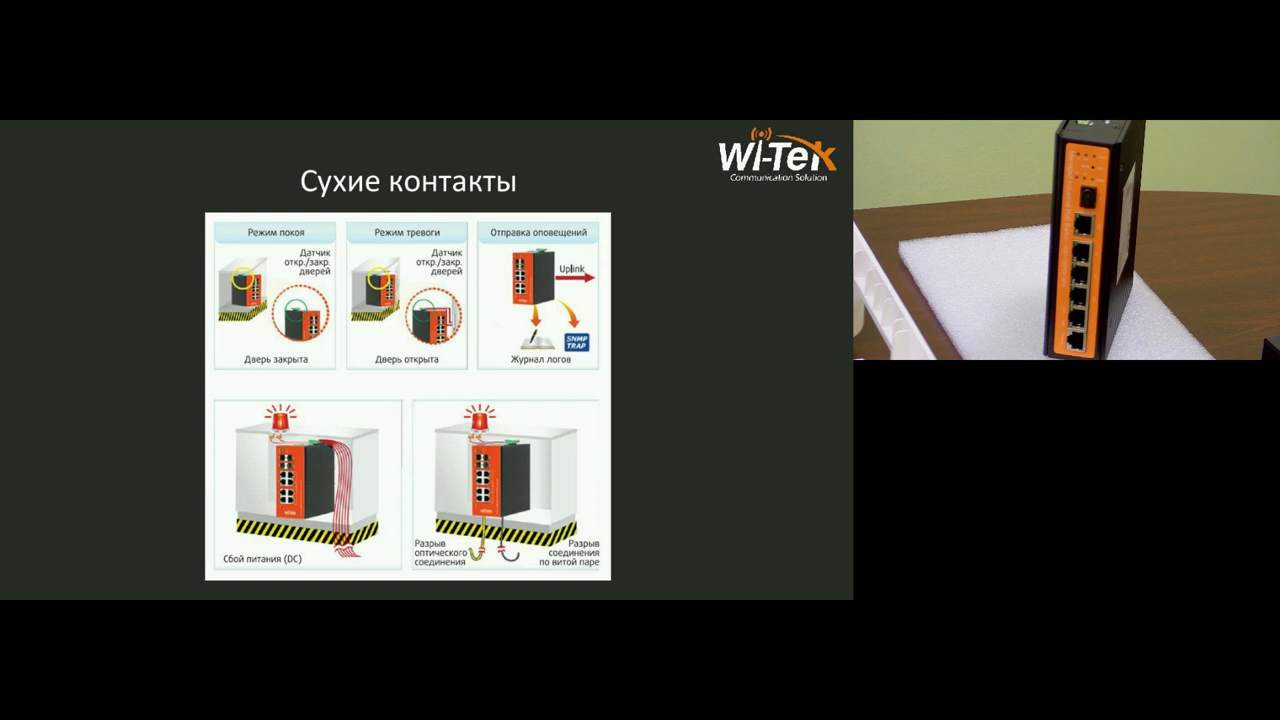 Wi-Tek
Communication Solution
Сухие контакты
Режим покоя
Датчик
откр./закр.
дверей
Дверь закрыта
Режим тревоги
Датчик
откр./закр.
дверей
Дверь открыта
Отправка оповещений
Uplink
SNMP
TRAP
Журнал логов
Сбой питания (DC)
Разрыв
оптического
соединения
Разрыв
соединения
по витой паре